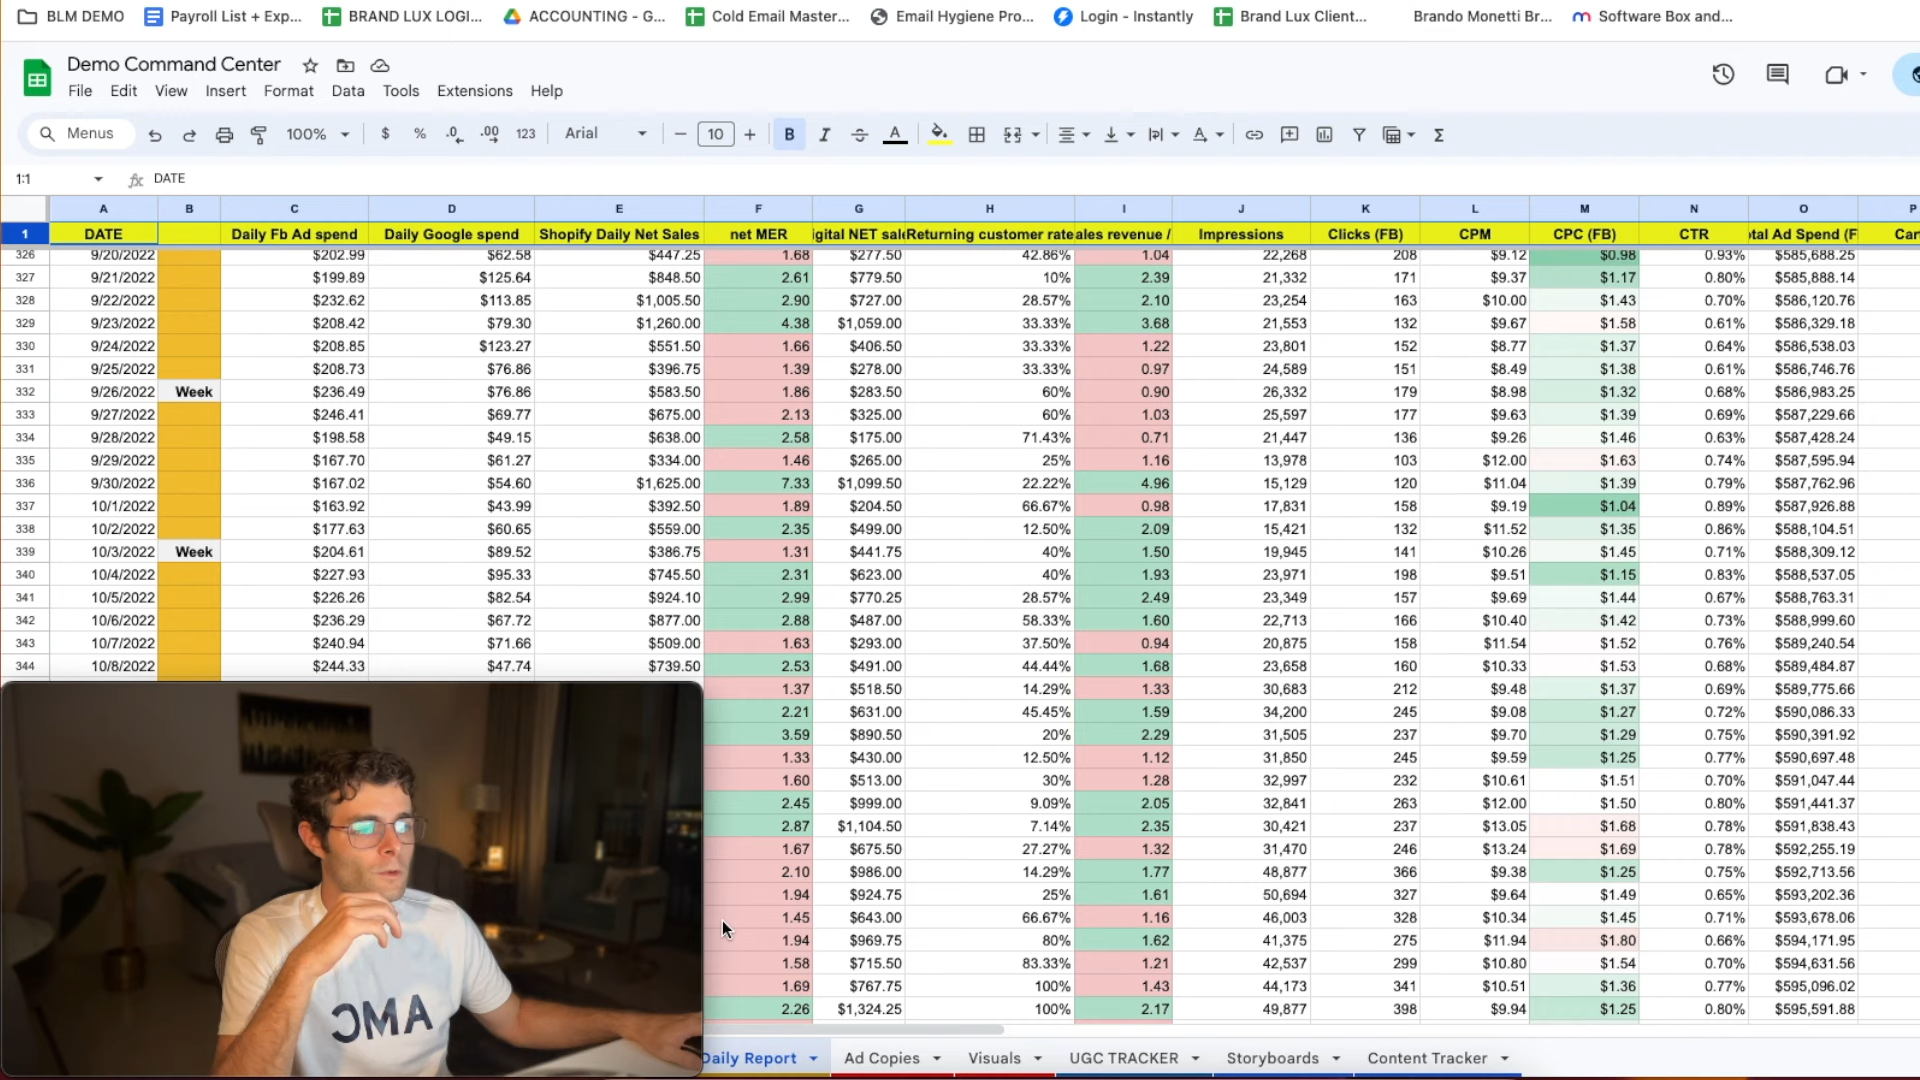 BLM DEMO Payroll List + Exp... BRAND LUX LOGI... ACCOUNTING - G... Cold Email Master... Email Hygiene Pro... Login - Instantly Brand Lux Client... Brando Monetti Br... Software Box and...
Demo Command Center
File Edit View Insert Format Data Tools Extensions Help
Menus 100% $ % .0 .00 123 Arial 10 B I A
1:1 fx DATE
A B C D E F G H I J K L M N O P
1 DATE Daily Fb Ad spend Daily Google spend Shopify Daily Net Sales net MER igital NET sale Returning customer rate ales revenue / Impressions Clicks (FB) CPM CPC (FB) CTR otal Ad Spend (F Car
326 9/20/2022 $202.99 $62.58 $447.25 1.68 $277.50 42.86% 1.04 22,268 208 $9.12 $0.98 0.93% $585,688.25
327 9/21/2022 $199.89 $125.64 $848.50 2.61 $779.50 10% 2.39 21,332 171 $9.37 $1.17 0.80% $585,888.14
328 9/22/2022 $232.62 $113.85 $1,005.50 2.90 $727.00 28.57% 2.10 23,254 163 $10.00 $1.43 0.70% $586,120.76
329 9/23/2022 $208.42 $79.30 $1,260.00 4.38 $1,059.00 33.33% 3.68 21,553 132 $9.67 $1.58 0.61% $586,329.18
330 9/24/2022 $208.85 $123.27 $551.50 1.66 $406.50 33.33% 1.22 23,801 152 $8.77 $1.37 0.64% $586,538.03
331 9/25/2022 $208.73 $76.86 $396.75 1.39 $278.00 33.33% 0.97 24,589 151 $8.49 $1.38 0.61% $586,746.76
332 9/26/2022 Week $236.49 $76.86 $583.50 1.86 $283.50 60% 0.90 26,332 179 $8.98 $1.32 0.68% $586,983.25
333 9/27/2022 $246.41 $69.77 $675.00 2.13 $325.00 60% 1.03 25,597 177 $9.63 $1.39 0.69% $587,229.66
334 9/28/2022 $198.58 $49.15 $638.00 2.58 $175.00 71.43% 0.71 21,447 136 $9.26 $1.46 0.63% $587,428.24
335 9/29/2022 $167.70 $61.27 $334.00 1.46 $265.00 25% 1.16 13,978 103 $12.00 $1.63 0.74% $587,595.94
336 9/30/2022 $167.02 $54.60 $1,625.00 7.33 $1,099.50 22.22% 4.96 15,129 120 $11.04 $1.39 0.79% $587,762.96
337 10/1/2022 $163.92 $43.99 $392.50 1.89 $204.50 66.67% 0.98 17,831 158 $9.19 $1.04 0.89% $587,926.88
338 10/2/2022 $177.63 $60.65 $559.00 2.35 $499.00 12.50% 2.09 15,421 132 $11.52 $1.35 0.86% $588,104.51
339 10/3/2022 Week $204.61 $89.52 $386.75 1.31 $441.75 40% 1.50 19,945 141 $10.26 $1.45 0.71% $588,309.12
340 10/4/2022 $227.93 $95.33 $745.50 2.31 $623.00 40% 1.93 23,971 198 $9.51 $1.15 0.83% $588,537.05
341 10/5/2022 $226.26 $82.54 $924.10 2.99 $770.25 28.57% 2.49 23,349 157 $9.69 $1.44 0.67% $588,763.31
342 10/6/2022 $236.29 $67.72 $877.00 2.88 $487.00 58.33% 1.60 22,713 166 $10.40 $1.42 0.73% $588,999.60
343 10/7/2022 $240.94 $71.66 $509.00 1.63 $293.00 37.50% 0.94 20,875 158 $11.54 $1.52 0.76% $589,240.54
344 10/8/2022 $244.33 $47.74 $739.50 2.53 $491.00 44.44% 1.68 23,658 160 $10.33 $1.53 0.68% $589,484.87
1.37 $518.50 14.29% 1.33 30,683 212 $9.48 $1.37 0.69% $589,775.66
2.21 $631.00 45.45% 1.59 34,200 245 $9.08 $1.27 0.72% $590,086.33
3.59 $890.50 20% 2.29 31,505 237 $9.70 $1.29 0.75% $590,391.92
1.33 $430.00 12.50% 1.12 31,850 245 $9.59 $1.25 0.77% $590,697.48
1.60 $513.00 30% 1.28 32,997 232 $10.61 $1.51 0.70% $591,047.44
2.45 $999.00 9.09% 2.05 32,841 263 $12.00 $1.50 0.80% $591,441.37
2.87 $1,104.50 7.14% 2.35 30,421 237 $13.05 $1.68 0.78% $591,838.43
1.67 $675.50 27.27% 1.32 31,470 246 $13.24 $1.69 0.78% $592,255.19
2.10 $986.00 14.29% 1.77 48,877 366 $9.38 $1.25 0.75% $592,713.56
1.94 $924.75 25% 1.61 50,694 327 $9.64 $1.49 0.65% $593,202.36
1.45 $643.00 66.67% 1.16 46,003 328 $10.34 $1.45 0.71% $593,678.06
1.94 $969.75 80% 1.62 41,375 275 $11.94 $1.80 0.66% $594,171.95
1.58 $715.50 83.33% 1.21 42,537 299 $10.80 $1.54 0.70% $594,631.56
1.69 $767.75 100% 1.43 44,173 341 $10.51 $1.36 0.77% $595,096.02
2.26 $1,324.25 100% 2.17 49,877 398 $9.94 $1.25 0.80% $595,591.88
AMC
Daily Report Ad Copies Visuals UGC TRACKER Storyboards Content Tracker